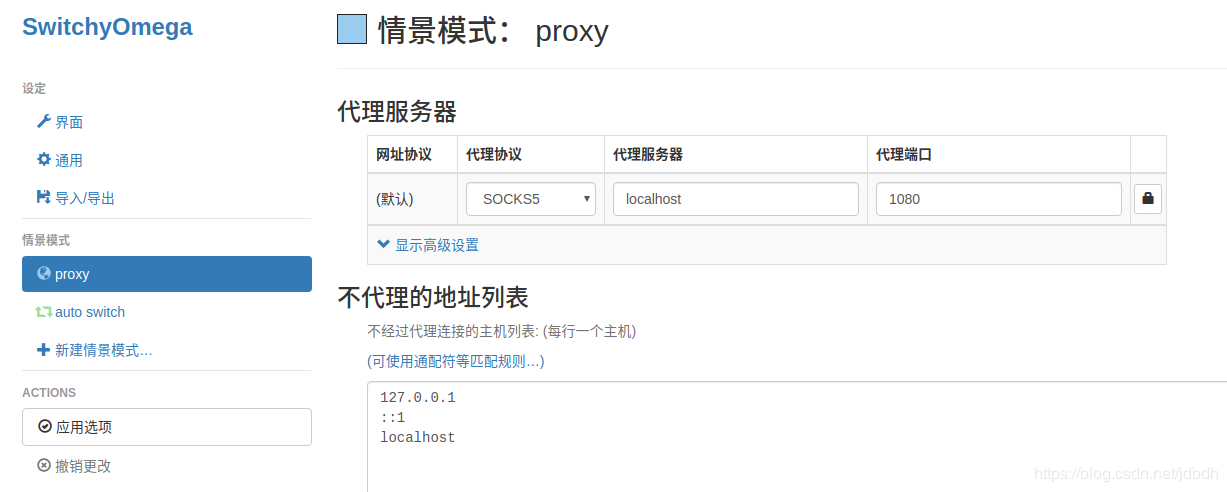 SwitchyOmega
设定
界面
通用
导入/导出
情景模式
proxy
auto switch
新建情景模式…
ACTIONS
应用选项
撤销更改
情景模式： proxy
代理服务器
网址协议 代理协议 代理服务器 代理端口
(默认) SOCKS5 localhost 1080
显示高级设置
不代理的地址列表
不经过代理连接的主机列表: (每行一个主机)
(可使用通配符等匹配规则…)
127.0.0.1
::1
localhost
https://blog.csdn.net/jdbdh